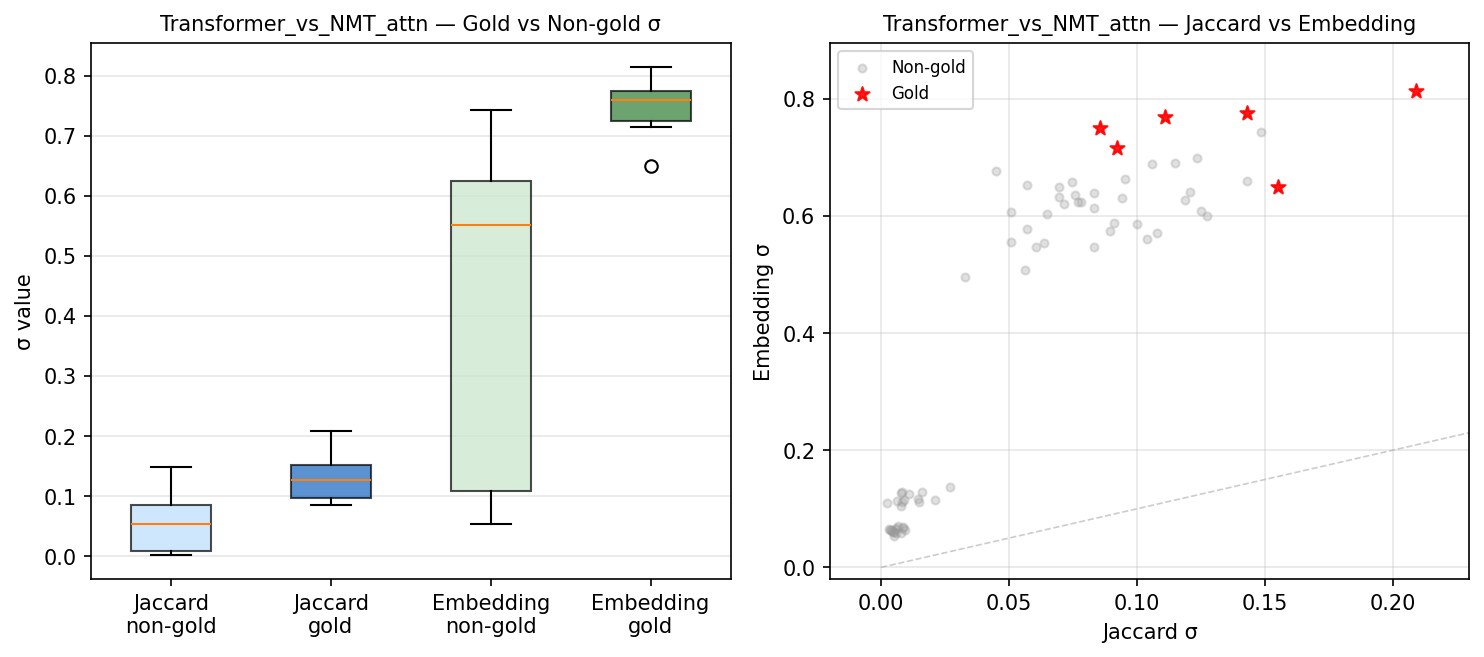 Transformer_vs_NMT_attn — Gold vs Non-gold σ
σ value
0.8
0.7
0.6
0.5
0.4
0.3
0.2
0.1
0.0
Jaccard
non-gold
Jaccard
gold
Embedding
non-gold
Embedding
gold
Transformer_vs_NMT_attn — Jaccard vs Embedding
Non-gold
Gold
Embedding σ
0.8
0.6
0.4
0.2
0.0
0.00
0.05
0.10
0.15
0.20
Jaccard σ